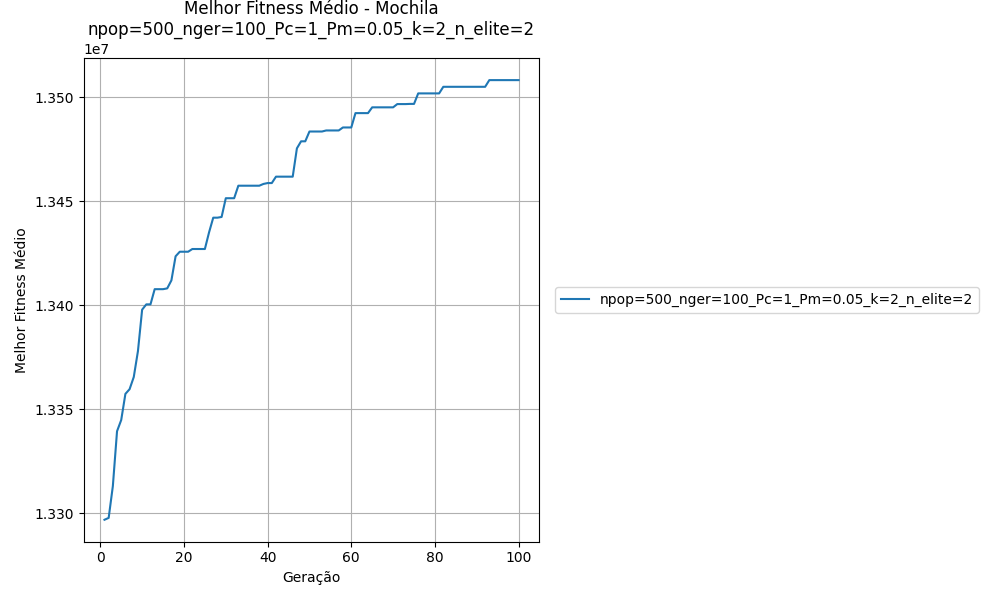 Melhor Fitness Médio - Mochila
npop=500_nger=100_Pc=1_Pm=0.05_k=2_n_elite=2
1e7
1.350
1.345
1.340
1.335
1.330
Melhor Fitness Médio
0 20 40 60 80 100
Geração
npop=500_nger=100_Pc=1_Pm=0.05_k=2_n_elite=2